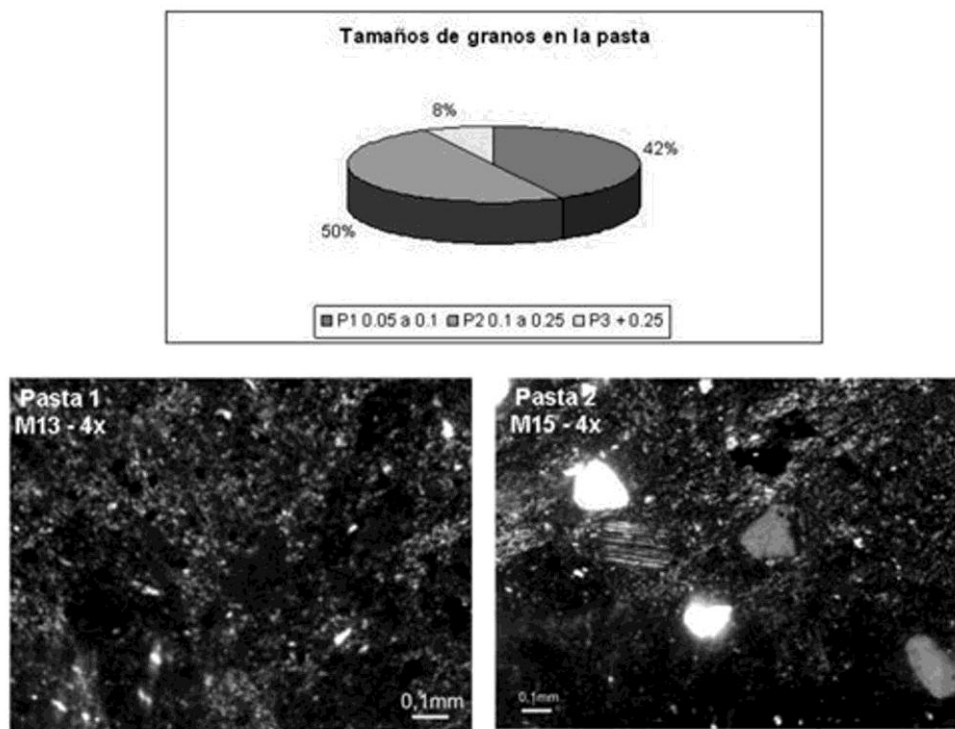 Tamaños de granos en la pasta
8%
42%
50%
P1 0.05 a 0.1 P2 0.1 a 0.25 P3 + 0.25
Pasta 1
M13 - 4x
0,1mm
Pasta 2
M15 - 4x
0,1mm